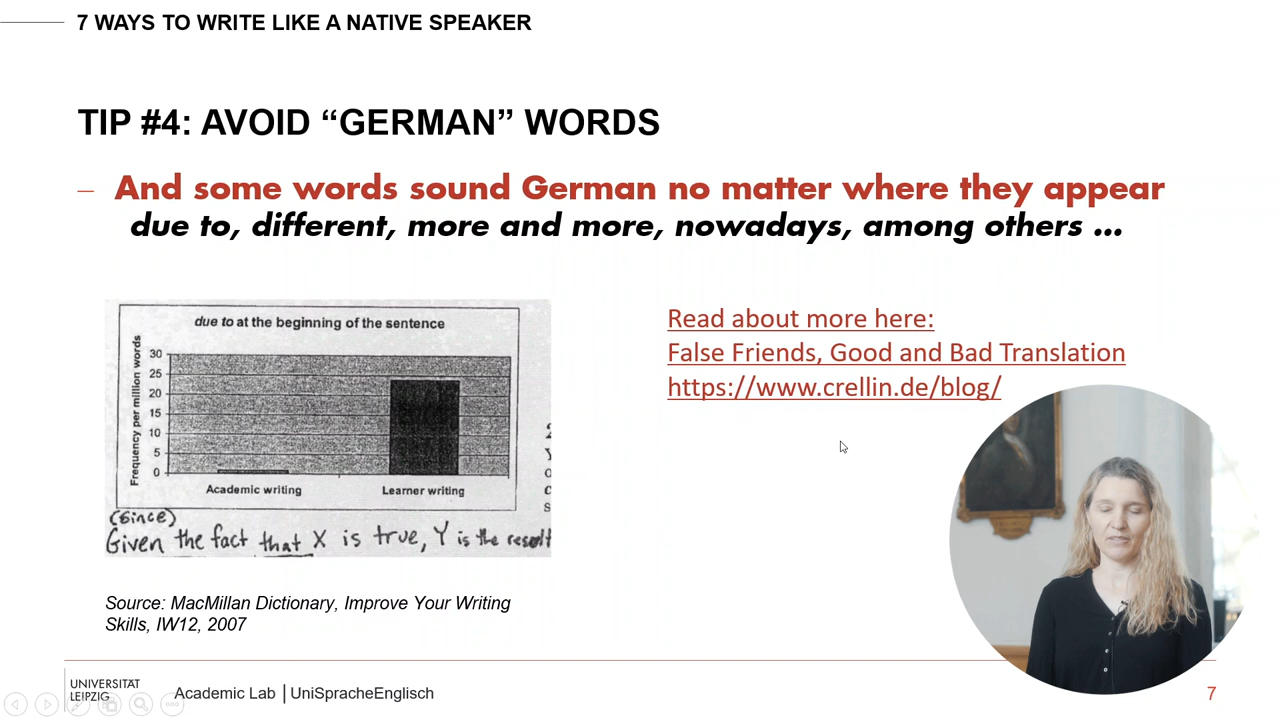 7 WAYS TO WRITE LIKE A NATIVE SPEAKER
TIP #4: AVOID “GERMAN” WORDS
– And some words sound German no matter where they appear
due to, different, more and more, nowadays, among others ...
due to at the beginning of the sentence
Frequency per million words
30
25
20
15
10
5
0
Academic writing
Learner writing
(since)
Given the fact that X is true, Y is the result
Source: MacMillan Dictionary, Improve Your Writing
Skills, IW12, 2007
Read about more here:
False Friends, Good and Bad Translation
https://www.crellin.de/blog/
UNIVERSITÄT
LEIPZIG
Academic Lab | UniSpracheEnglisch
7